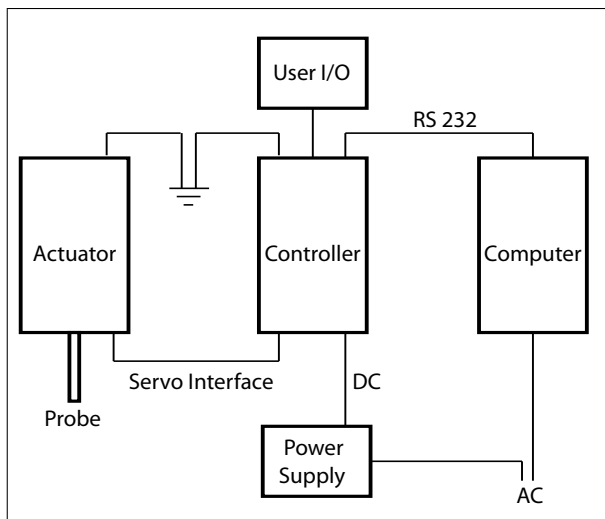 User I/O
RS 232
Actuator
Controller
Computer
Servo Interface
DC
Probe
Power
Supply
AC